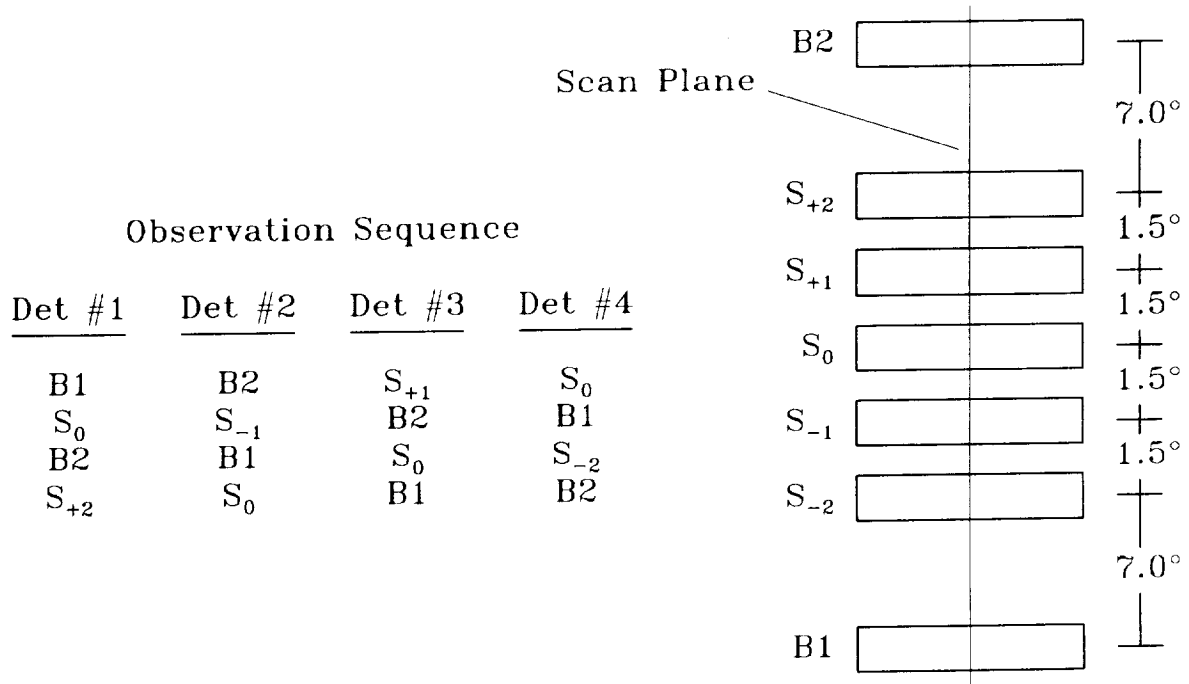 Observation Sequence
Det #1 Det #2 Det #3 Det #4
B1 B2 S₊₁ S₀
S₀ S₋₁ B2 B1
B2 B1 S₀ S₋₂
S₊₂ S₀ B1 B2
Scan Plane
B2
S₊₂
S₊₁
S₀
S₋₁
S₋₂
B1
7.0°
1.5°
1.5°
1.5°
1.5°
7.0°